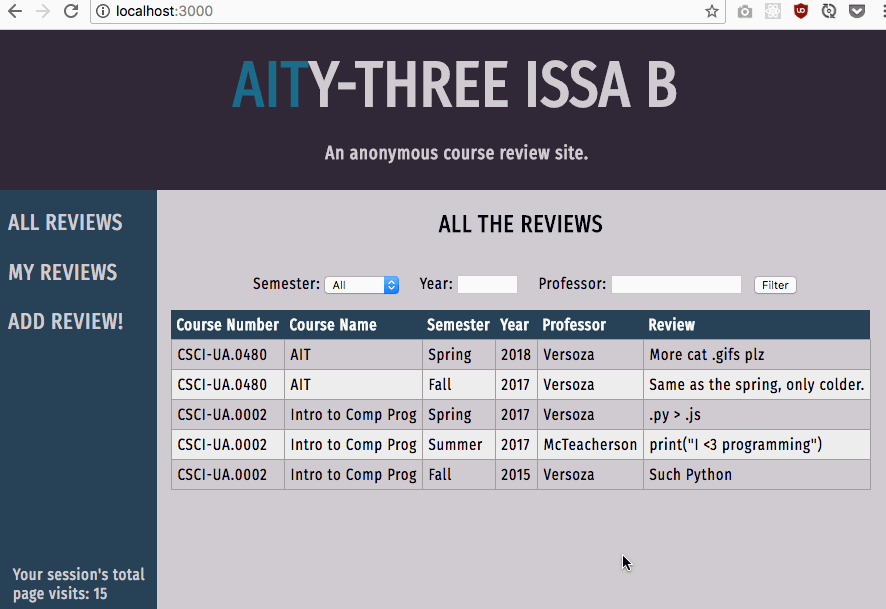 localhost:3000
AITY-THREE ISSA B
An anonymous course review site.
ALL REVIEWS
MY REVIEWS
ADD REVIEW!
Your session's total
page visits: 15
ALL THE REVIEWS
Semester: All Year: Professor: Filter
Course Number Course Name Semester Year Professor Review
CSCI-UA.0480 AIT Spring 2018 Versoza More cat .gifs plz
CSCI-UA.0480 AIT Fall 2017 Versoza Same as the spring, only colder.
CSCI-UA.0002 Intro to Comp Prog Spring 2017 Versoza .py > .js
CSCI-UA.0002 Intro to Comp Prog Summer 2017 McTeacherson print("I <3 programming")
CSCI-UA.0002 Intro to Comp Prog Fall 2015 Versoza Such Python